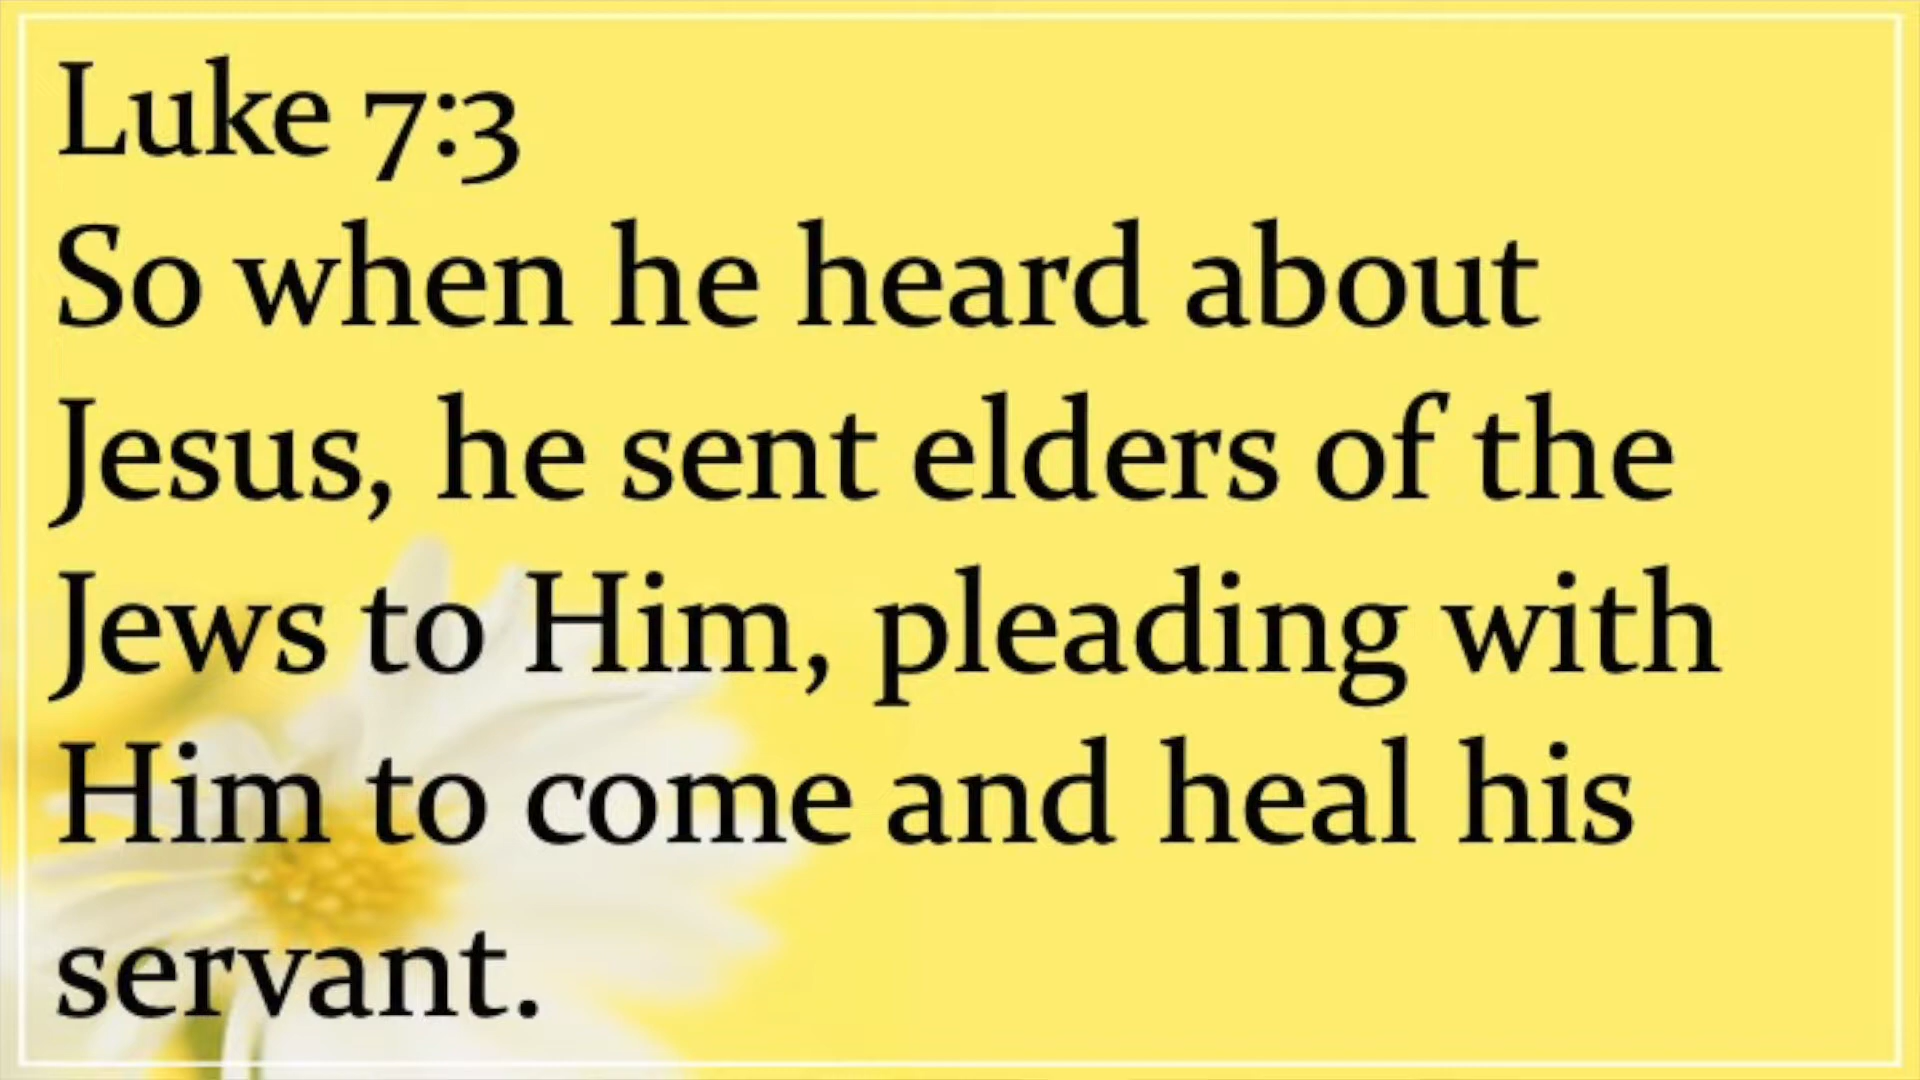 Luke 7:3
So when he heard about
Jesus, he sent elders of the
Jews to Him, pleading with
Him to come and heal his
servant.